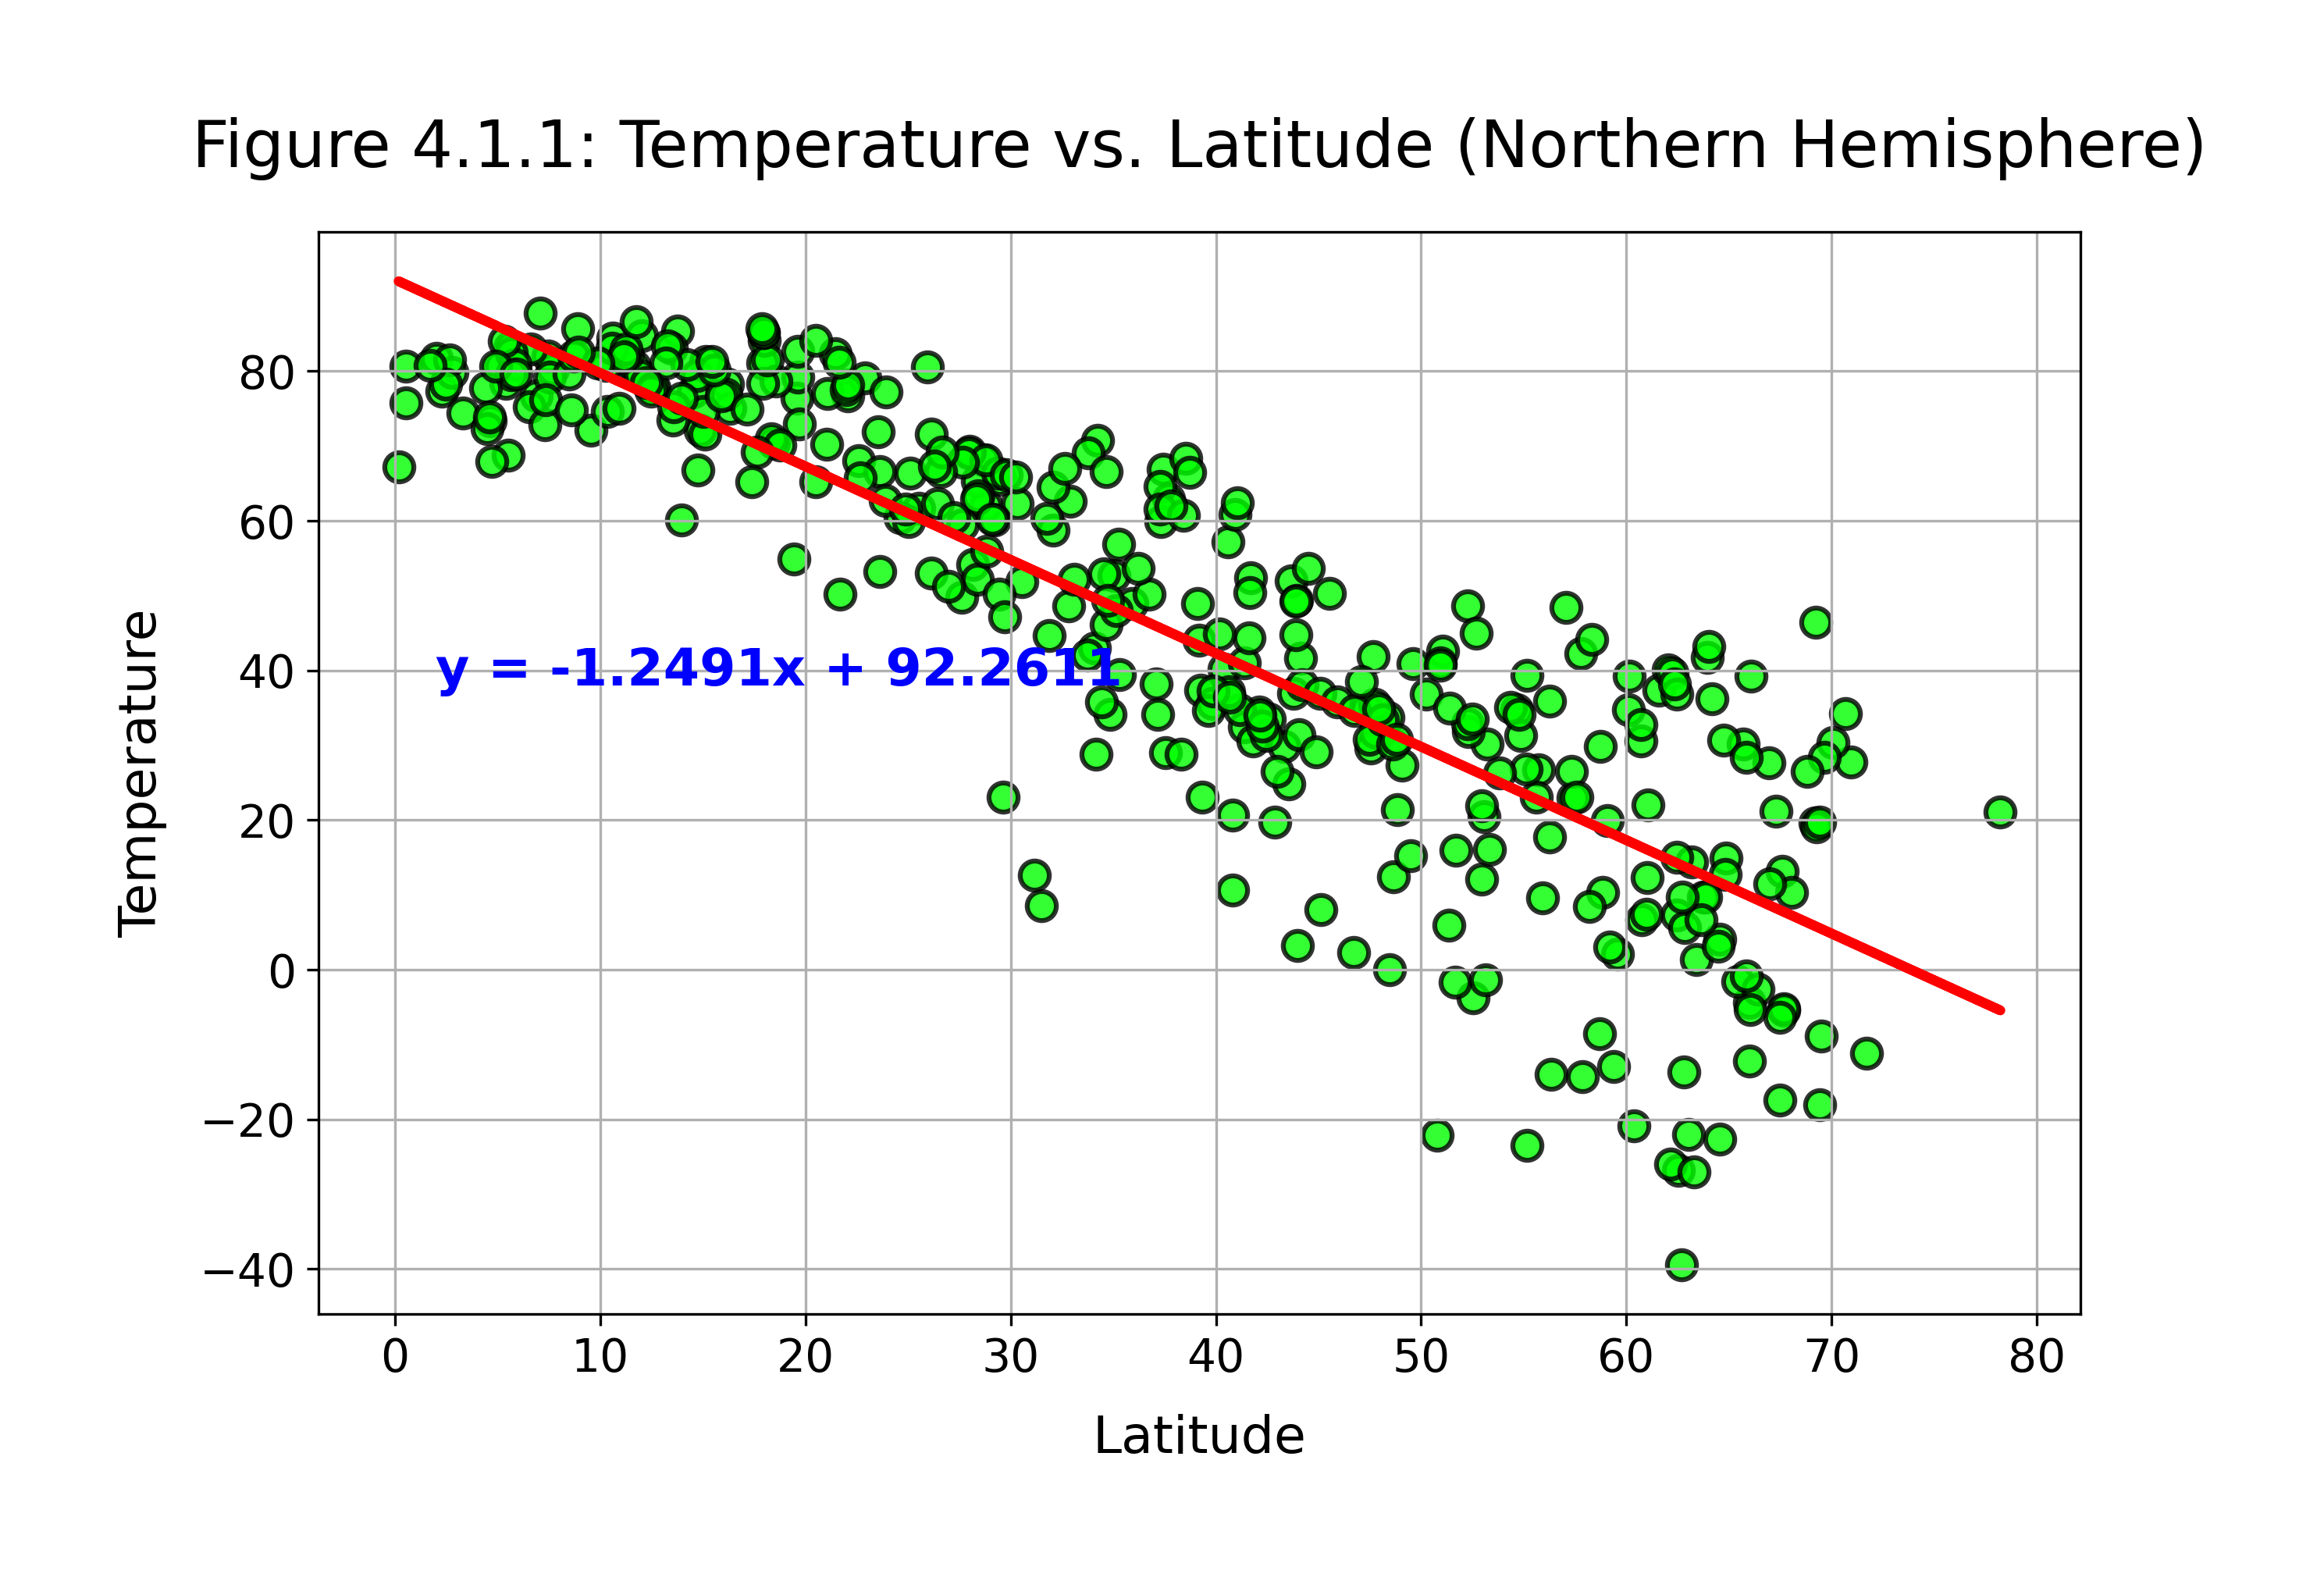 Figure 4.1.1: Temperature vs. Latitude (Northern Hemisphere)
Temperature
80
60
40
20
0
−20
−40
y = -1.2491x + 92.2611
0 10 20 30 40 50 60 70 80
Latitude